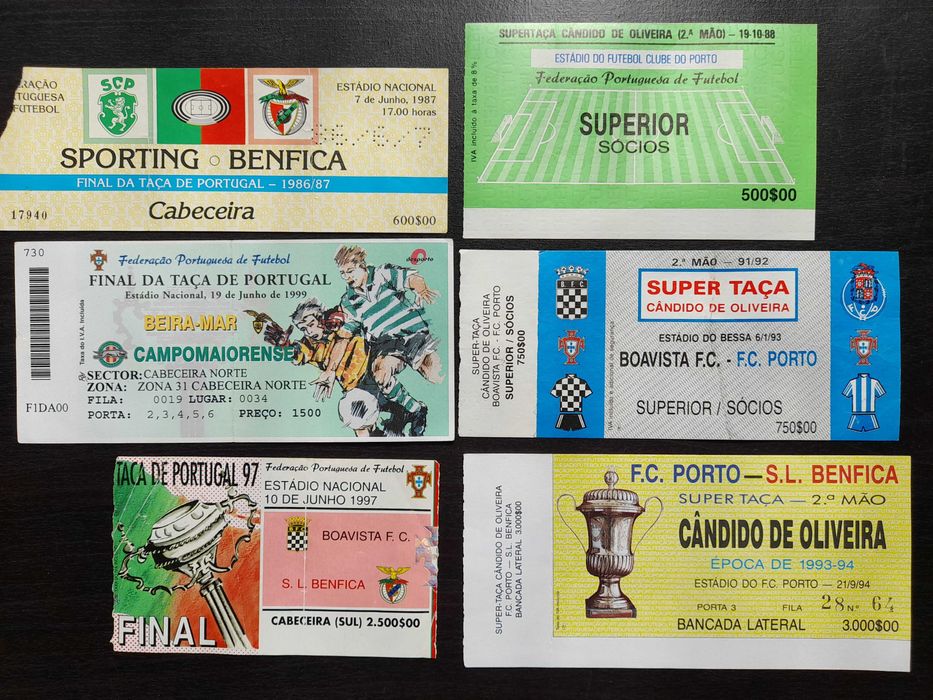 RAÇÃO
TUGUESA
FUTEBOL
SCP
ESTÁDIO NACIONAL
7 de Junho, 1987
17.00 horas
SPORTING ○ BENFICA
FINAL DA TAÇA DE PORTUGAL - 1986/87
17940
Cabeceira
600$00
SUPERTAÇA CÂNDIDO DE OLIVEIRA (2.ª MÃO) - 19-10-88
ESTÁDIO DO FUTEBOL CLUBE DO PORTO
Federação Portuguesa de Futebol
IVA incluído à taxa de 8 %
SUPERIOR
SÓCIOS
500$00
730
Federação Portuguesa de Futebol
desporto
FINAL DA TAÇA DE PORTUGAL
Estádio Nacional, 19 de Junho de 1999
BEIRA-MAR
CAMPOMAIORENSE
SECTOR: CABECEIRA NORTE
ZONA: ZONA 31 CABECEIRA NORTE
FILA: 0019 LUGAR: 0034
F1DA00
PORTA: 2,3,4,5,6 PREÇO: 1500
SUPER-TAÇA
CÂNDIDO DE OLIVEIRA
BOAVISTA F.C. - F.C. PORTO
SUPERIOR / SÓCIOS
750$00
BFC
2.ª MÃO - 91/92
SUPER TAÇA
CÂNDIDO DE OLIVEIRA
ESTÁDIO DO BESSA 6/1/93
BOAVISTA F.C. - F.C. PORTO
SUPERIOR / SÓCIOS
750$00
TACA DE PORTUGAL 97
FINAL
Federação Portuguesa de Futebol
ESTÁDIO NACIONAL
10 DE JUNHO 1997
BOAVISTA F. C.
S. L. BENFICA
CABECEIRA (SUL) 2.500$00
SUPER-TAÇA CÂNDIDO DE OLIVEIRA
F.C. PORTO — S.L. BENFICA
BANCADA LATERAL 3.000$00
F.C. PORTO — S.L. BENFICA
SUPER TAÇA — 2.ª MÃO
CÂNDIDO DE OLIVEIRA
ÉPOCA DE 1993-94
ESTÁDIO DO F.C. PORTO - 21/9/94
PORTA 3 FILA 28 N.º 64
BANCADA LATERAL 3.000$00